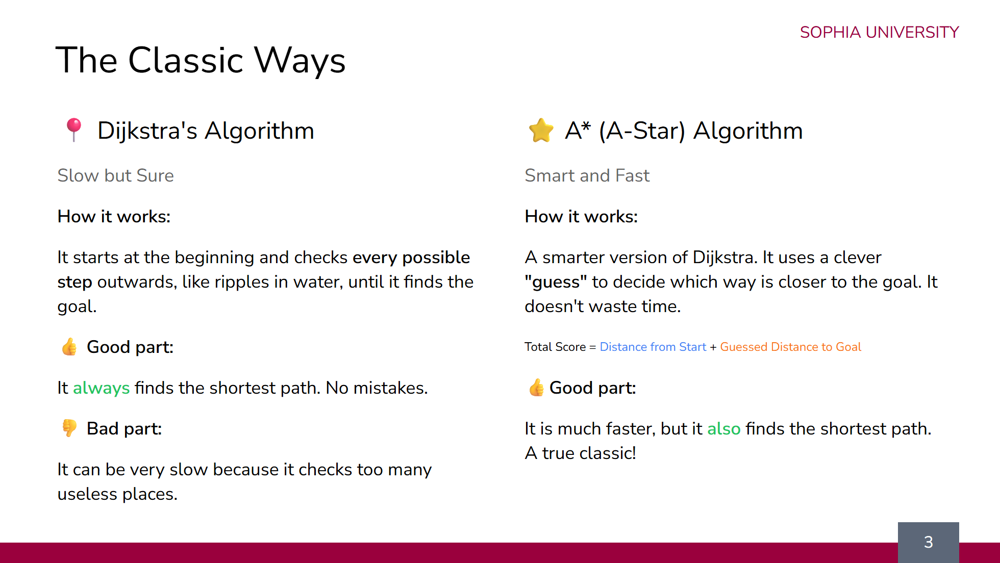 SOPHIA UNIVERSITY
The Classic Ways
Dijkstra's Algorithm
Slow but Sure
How it works:
It starts at the beginning and checks every possible
step outwards, like ripples in water, until it finds the
goal.
Good part:
It always finds the shortest path. No mistakes.
Bad part:
It can be very slow because it checks too many
useless places.
A* (A-Star) Algorithm
Smart and Fast
How it works:
A smarter version of Dijkstra. It uses a clever
"guess" to decide which way is closer to the goal. It
doesn't waste time.
Total Score = Distance from Start + Guessed Distance to Goal
Good part:
It is much faster, but it also finds the shortest path.
A true classic!
3